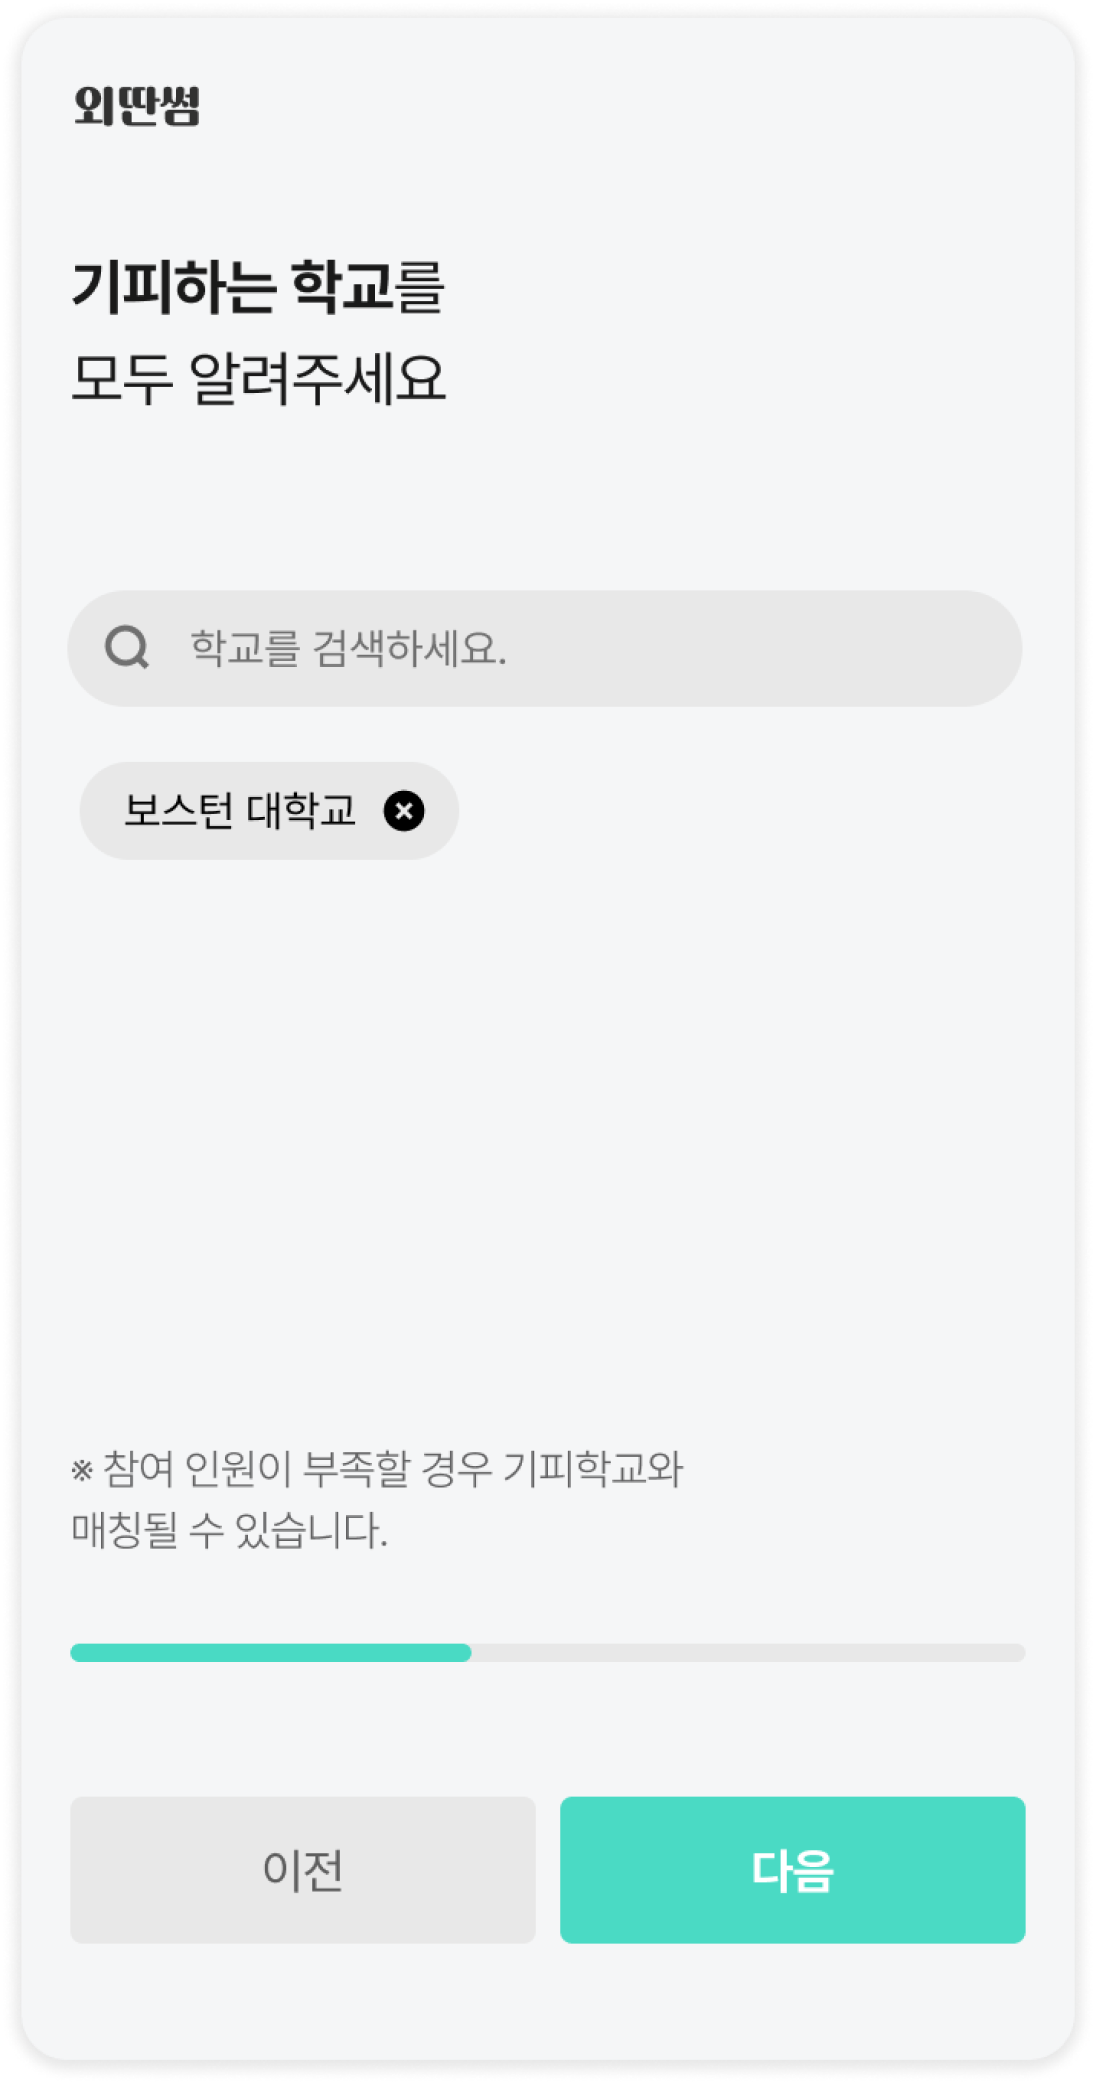 외딴썸
기피하는 학교를
모두 알려주세요
학교를 검색하세요.
보스턴 대학교
※ 참여 인원이 부족할 경우 기피학교와
매칭될 수 있습니다.
이전
다음